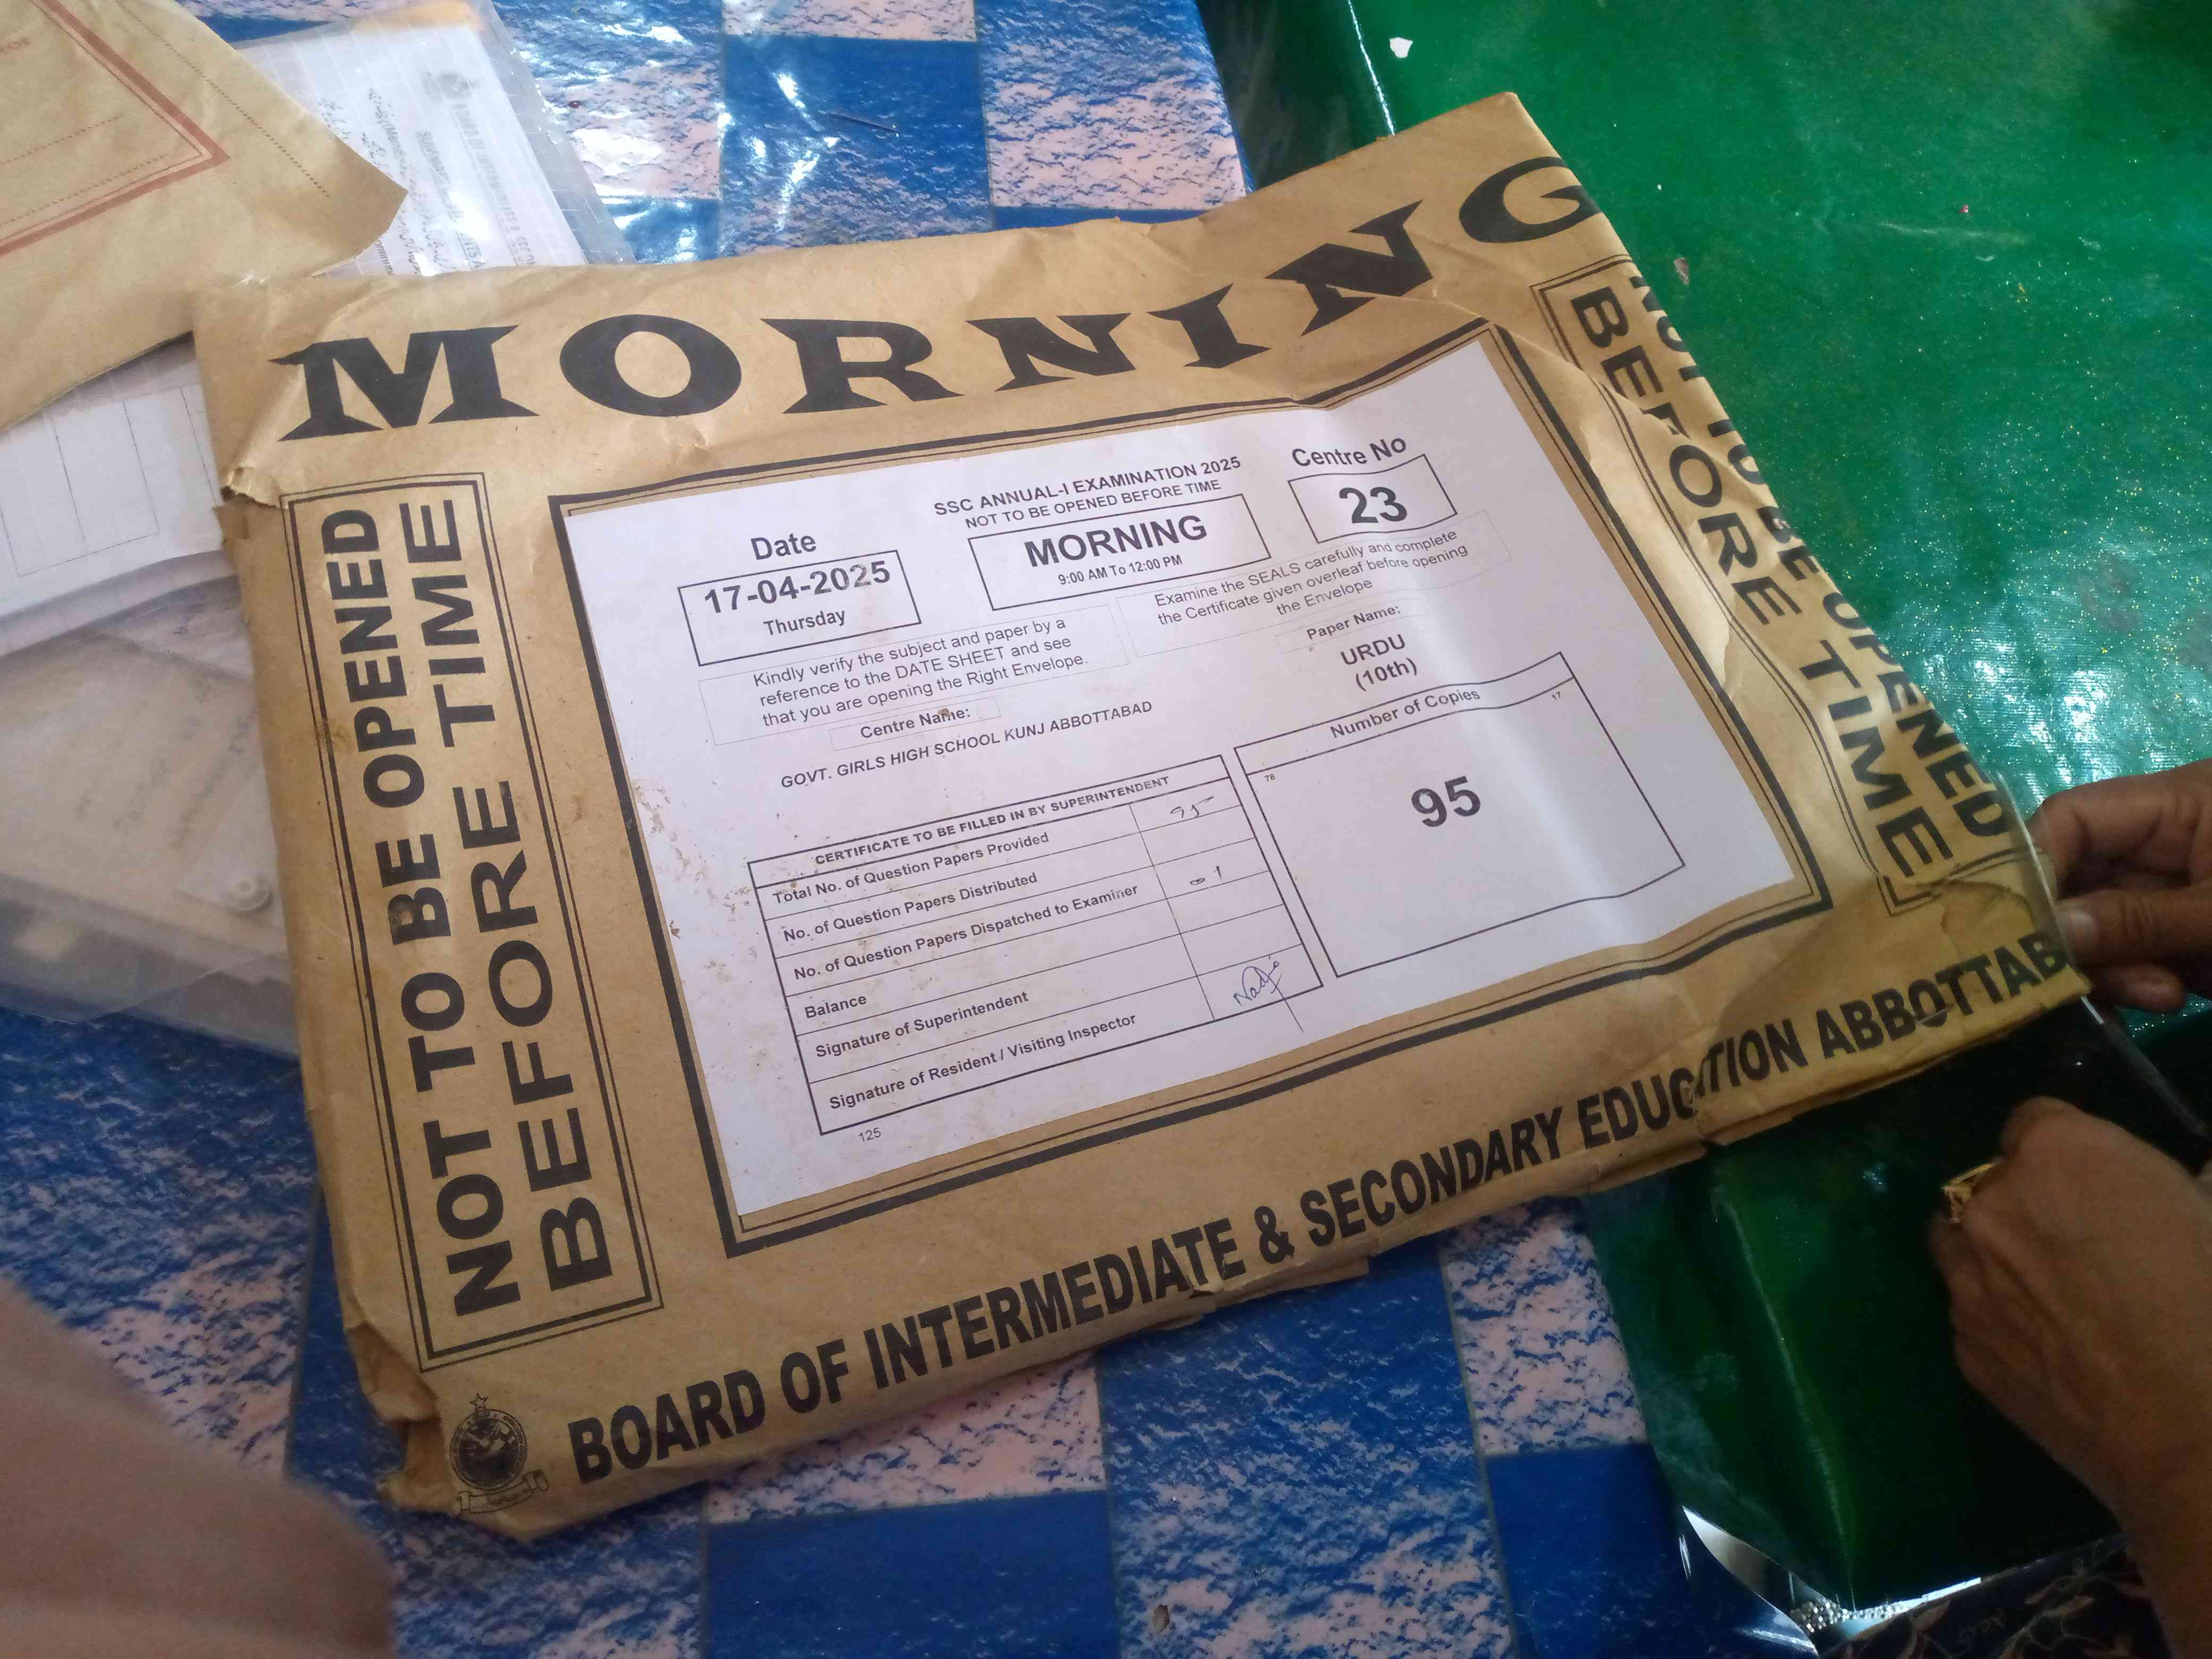 MORNING
NOT TO BE OPENED
BEFORE TIME
SSC ANNUAL-I EXAMINATION 2025
NOT TO BE OPENED BEFORE TIME
Date
17-04-2025
Thursday
MORNING
9:00 AM To 12:00 PM
Centre No
23
Kindly verify the subject and paper by a
reference to the DATE SHEET and see
that you are opening the Right Envelope.
Examine the SEALS carefully and complete
the Certificate given overleaf before opening
the Envelope
Centre Name:
GOVT. GIRLS HIGH SCHOOL KUNJ ABBOTTABAD
Paper Name:
URDU
(10th)
CERTIFICATE TO BE FILLED IN BY SUPERINTENDENT
Total No. of Question Papers Provided 95
No. of Question Papers Distributed
No. of Question Papers Dispatched to Examiner 01
Balance
Signature of Superintendent
Signature of Resident / Visiting Inspector
125
Number of Copies
17
78
95
NOT TO BE OPENED
BEFORE TIME
BOARD OF INTERMEDIATE & SECONDARY EDUCATION ABBOTTAB